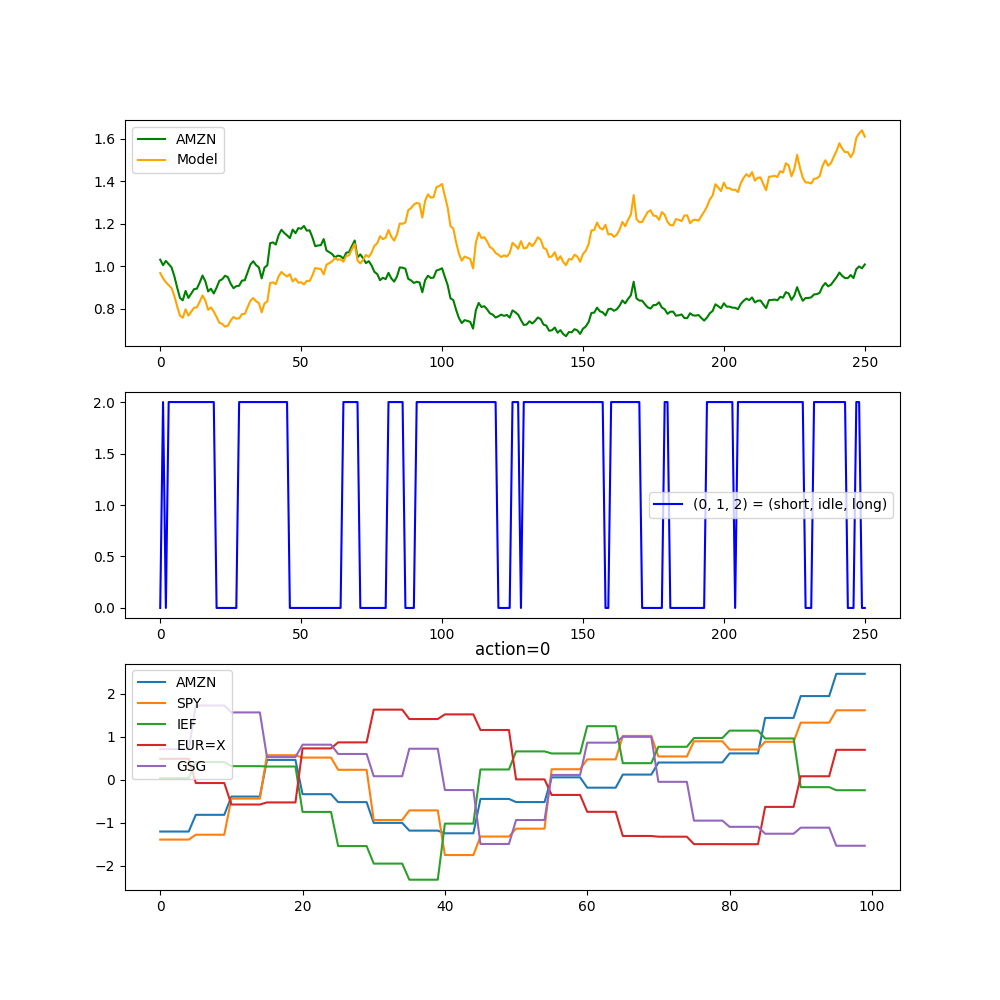 1.6
1.4
1.2
1.0
0.8
AMZN
Model
0 50 100 150 200 250
2.0
1.5
1.0
0.5
0.0
(0, 1, 2) = (short, idle, long)
0 50 100 150 200 250
action=0
2
1
0
−1
−2
AMZN
SPY
IEF
EUR=X
GSG
0 20 40 60 80 100